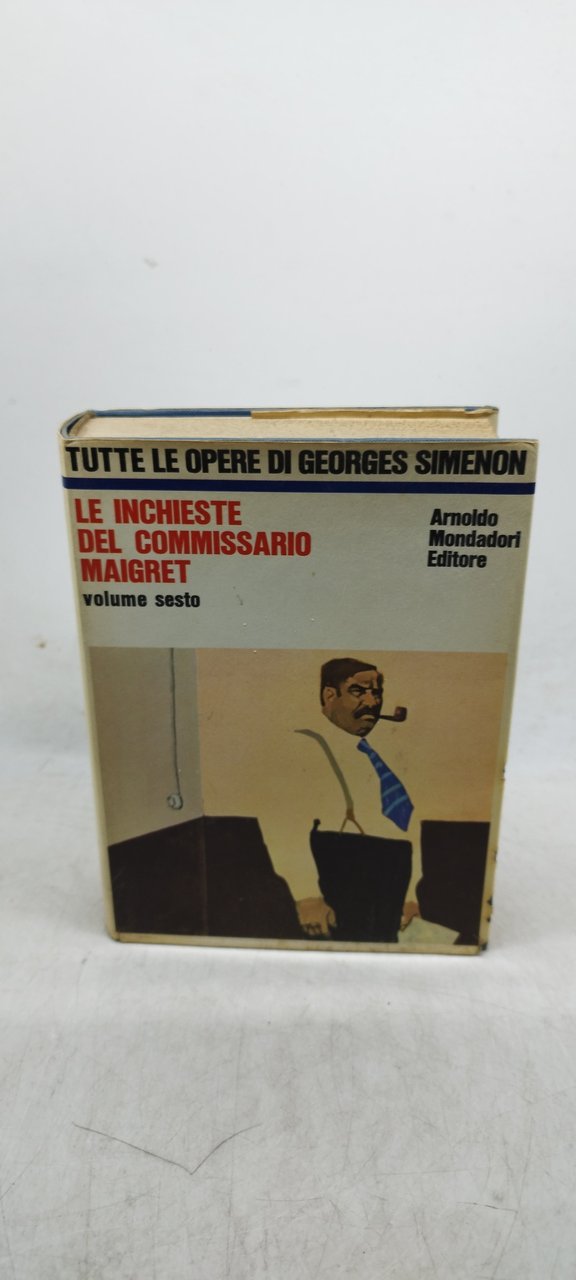 TUTTE LE OPERE DI GEORGES SIMENON
LE INCHIESTE
DEL COMMISSARIO
MAIGRET
volume sesto
Arnoldo
Mondadori
Editore